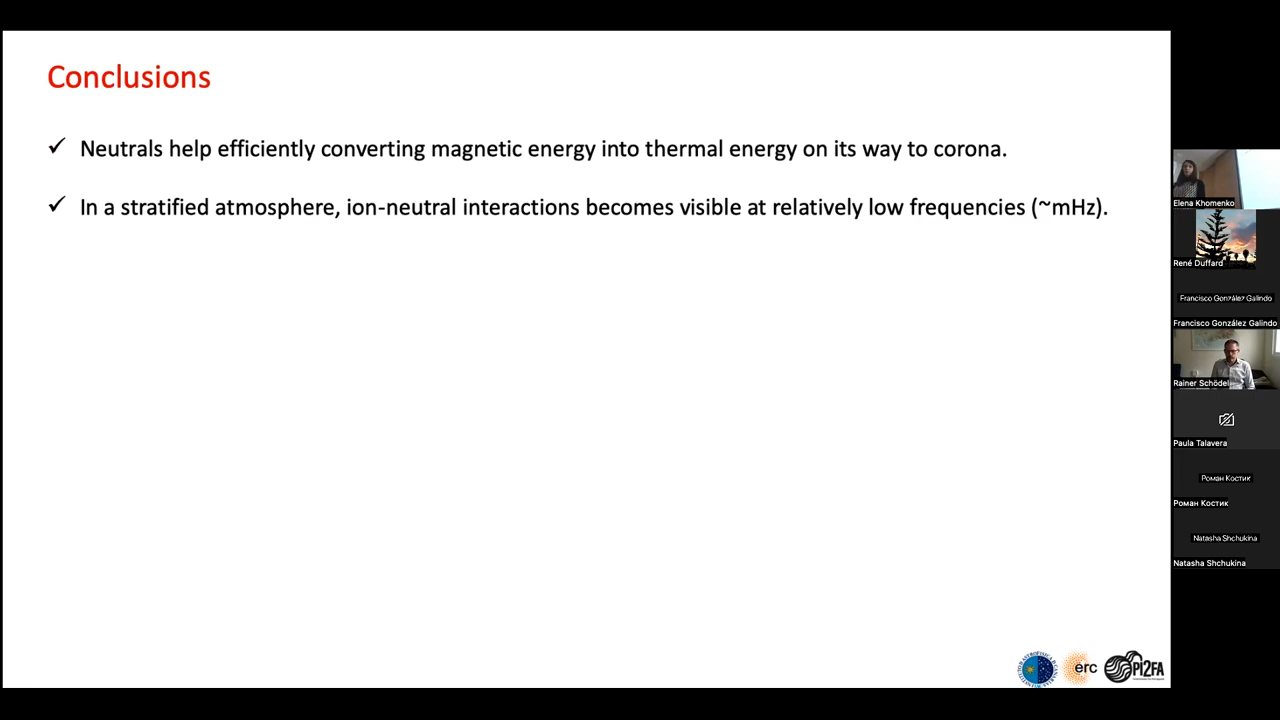 Conclusions
✓ Neutrals help efficiently converting magnetic energy into thermal energy on its way to corona.
✓ In a stratified atmosphere, ion-neutral interactions becomes visible at relatively low frequencies (~mHz).
Elena Khomenko
René Duffard
Francisco González Galindo
Francisco González Galindo
Rainer Schödel
Paula Talavera
Роман Костик
Роман Костик
Natasha Shchukina
Natasha Shchukina
erc
PI2FA